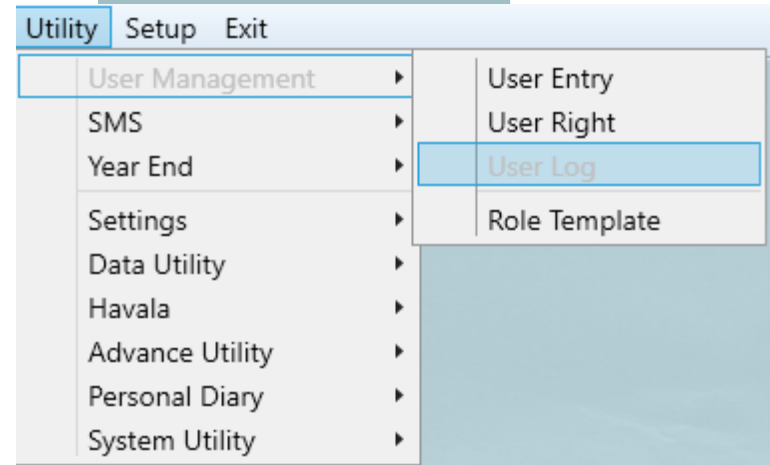 Utility Setup Exit
User Management
SMS
Year End
Settings
Data Utility
Havala
Advance Utility
Personal Diary
System Utility
User Entry
User Right
User Log
Role Template